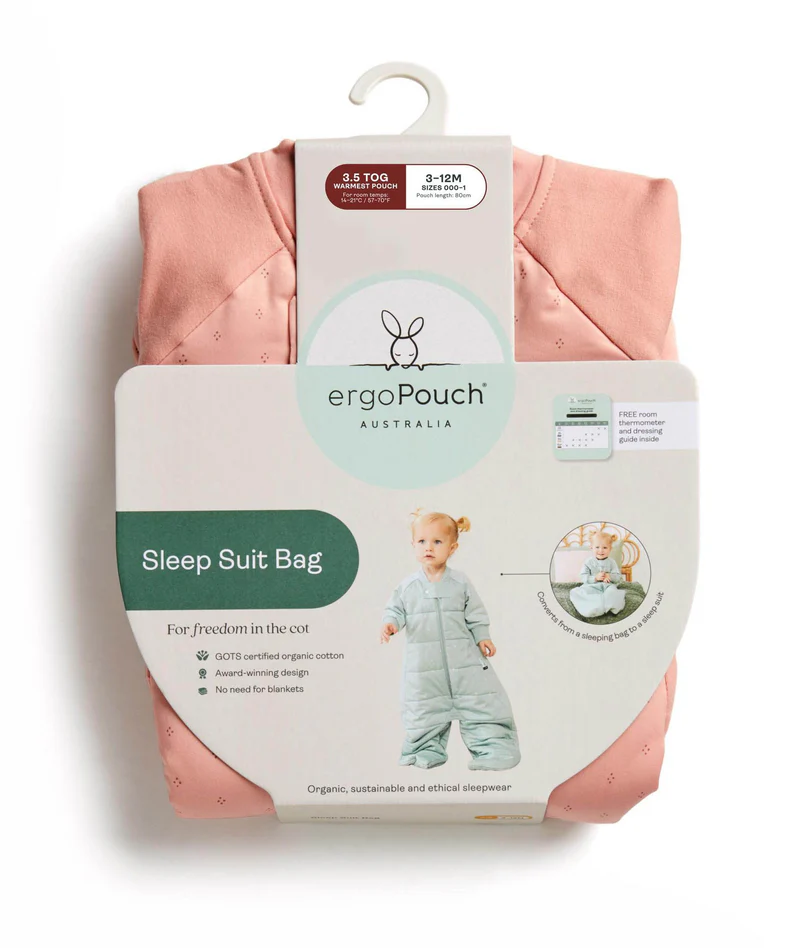 3.5 TOG
WARMEST POUCH
For room temps:
14-21°C / 57-70°F
3-12M
SIZES 000-1
Pouch length: 80cm
ergoPouch®
AUSTRALIA
FREE room
thermometer
and dressing
guide inside
Sleep Suit Bag
For freedom in the cot
GOTS certified organic cotton
Award-winning design
No need for blankets
Converts from a sleeping bag to a sleep suit
Organic, sustainable and ethical sleepwear
Sleep Suit Bag